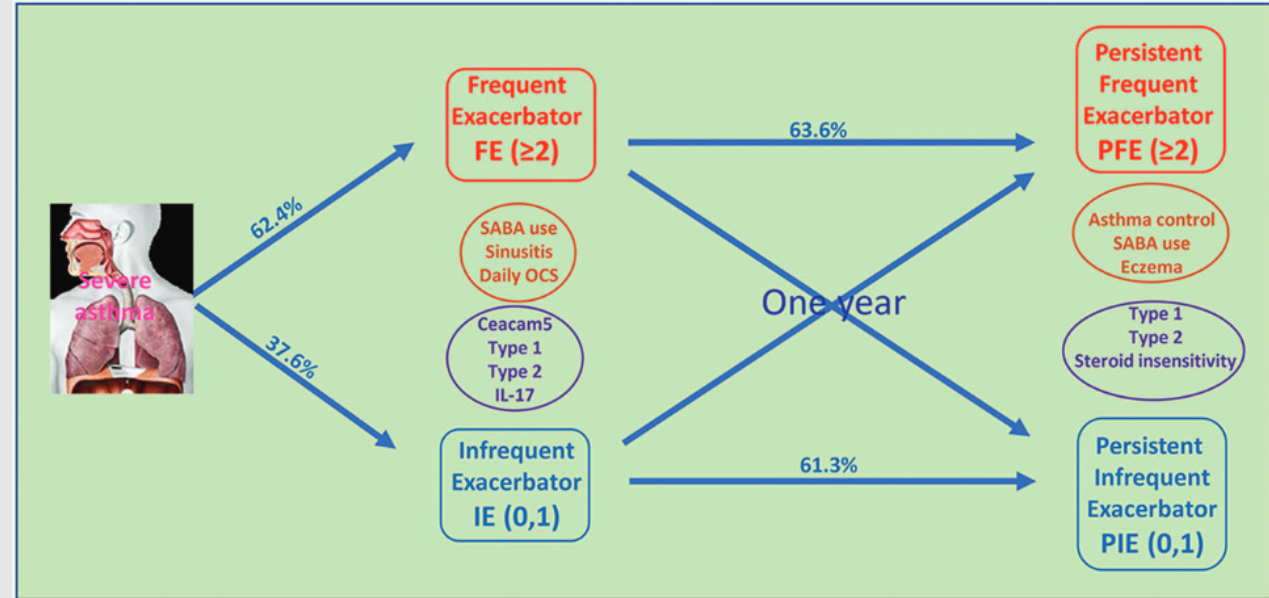 Severe
asthma
62.4%
37.6%
Frequent
Exacerbator
FE (≥2)
SABA use
Sinusitis
Daily OCS
Ceacam5
Type 1
Type 2
IL-17
Infrequent
Exacerbator
IE (0,1)
63.6%
One year
61.3%
Persistent
Frequent
Exacerbator
PFE (≥2)
Asthma control
SABA use
Eczema
Type 1
Type 2
Steroid insensitivity
Persistent
Infrequent
Exacerbator
PIE (0,1)